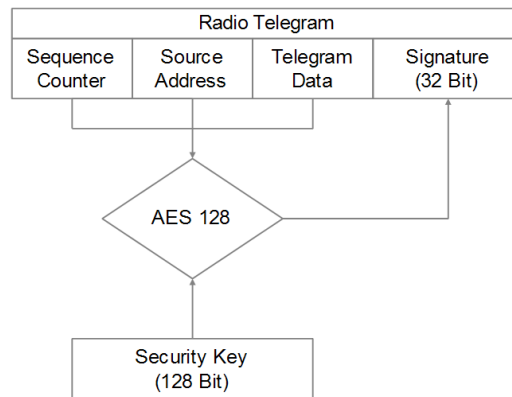 Radio Telegram
Sequence Counter
Source Address
Telegram Data
Signature (32 Bit)
AES 128
Security Key
(128 Bit)